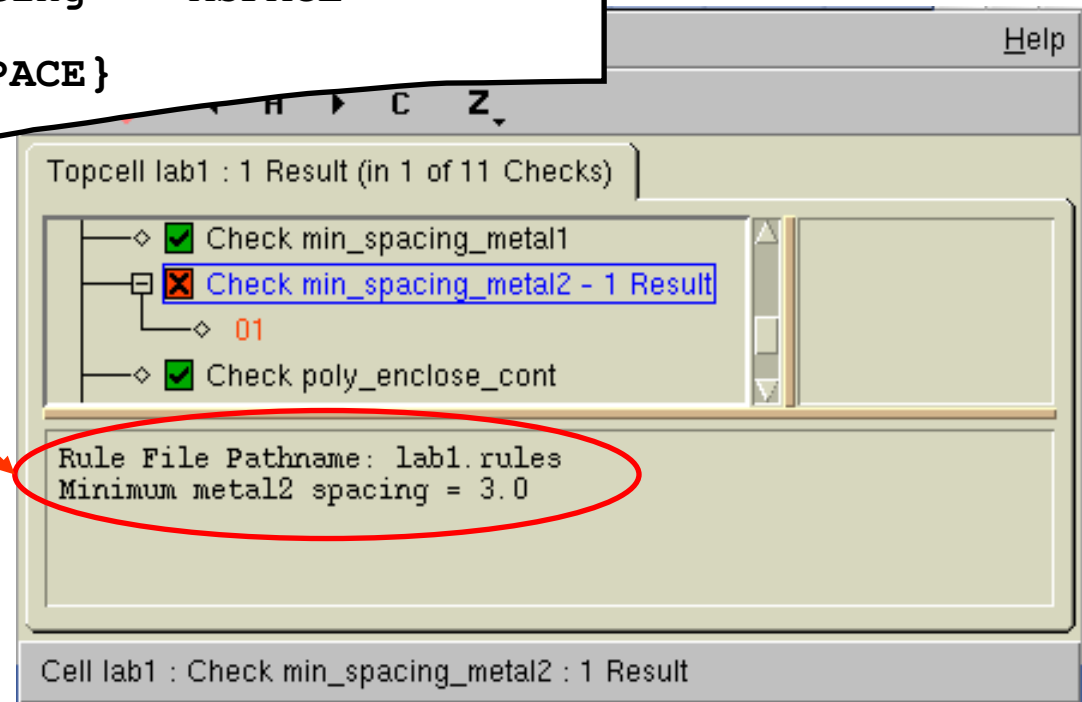 PACE}
Help
H C Z
Topcell lab1 : 1 Result (in 1 of 11 Checks)
Check min_spacing_metal1
Check min_spacing_metal2 - 1 Result
01
Check poly_enclose_cont
Rule File Pathname: lab1.rules
Minimum metal2 spacing = 3.0
Cell lab1 : Check min_spacing_metal2 : 1 Result